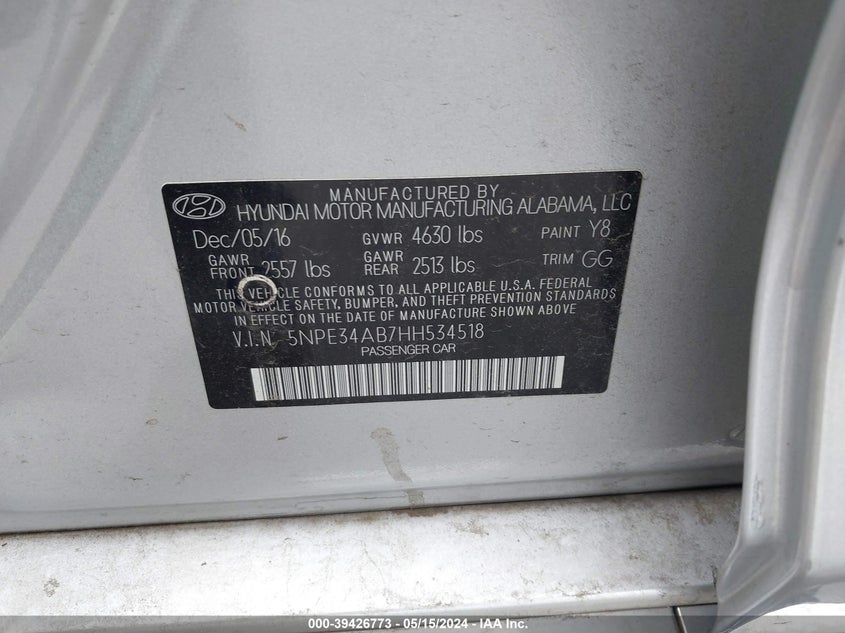 MANUFACTURED BY
HYUNDAI MOTOR MANUFACTURING ALABAMA, LLC
Dec/05/16 GVWR 4630 lbs PAINT Y8
GAWR FRONT 2557 lbs GAWR REAR 2513 lbs TRIM GG
THIS VEHICLE CONFORMS TO ALL APPLICABLE U.S.A. FEDERAL
MOTOR VEHICLE SAFETY, BUMPER, AND THEFT PREVENTION STANDARDS
IN EFFECT ON THE DATE OF MANUFACTURE SHOWN ABOVE
V.I.N. 5NPE34AB7HH534518
PASSENGER CAR
000-39426773 - 05/15/2024 - IAA Inc.